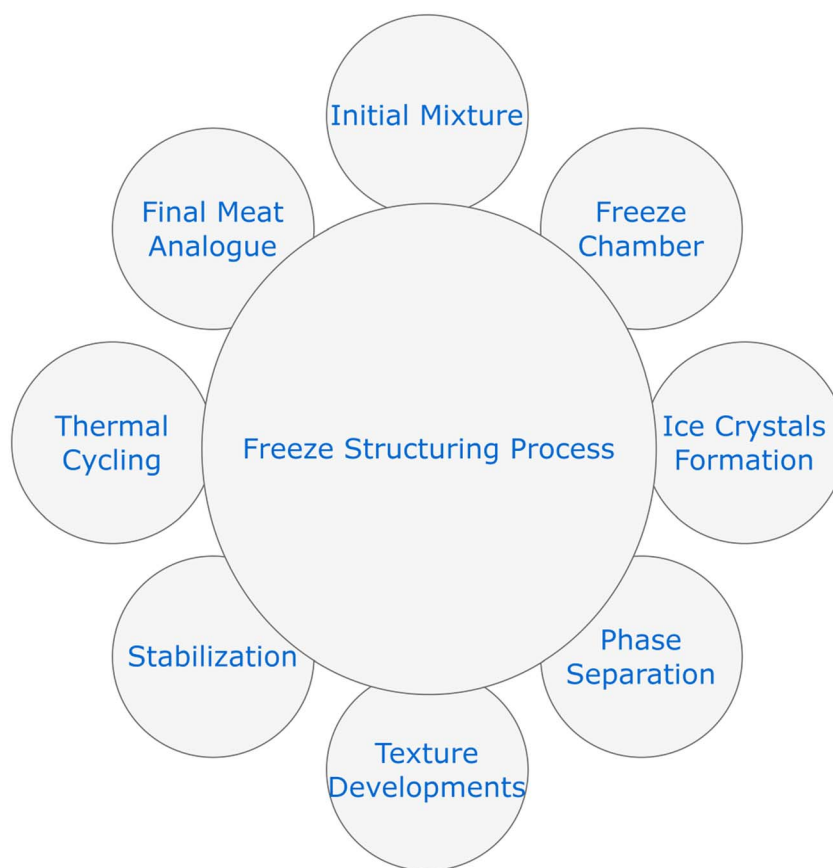 Initial Mixture
Final Meat
Analogue
Freeze
Chamber
Thermal
Cycling
Freeze Structuring Process
Ice Crystals
Formation
Stabilization
Phase
Separation
Texture
Developments